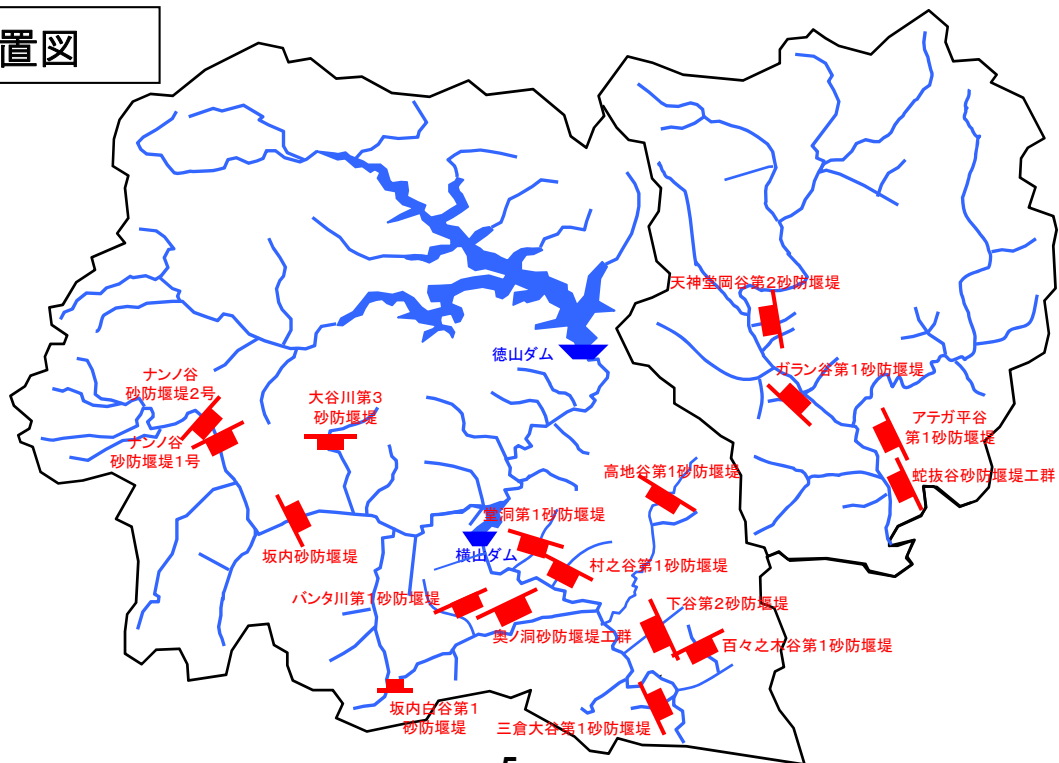 置図
天神堂岡谷第2砂防堰堤
徳山ダム
ガラン谷第1砂防堰堤
ナンノ谷
砂防堰堤2号
大谷川第3
砂防堰堤
アテガ平谷
第1砂防堰堤
ナンノ谷
砂防堰堤1号
高地谷第1砂防堰堤
蛇抜谷砂防堰堤工群
堂洞第1砂防堰堤
坂内砂防堰堤
横山ダム
村之谷第1砂防堰堤
バンタ川第1砂防堰堤
下谷第2砂防堰堤
奥ノ洞砂防堰堤工群
百々之木谷第1砂防堰堤
坂内白谷第1
砂防堰堤
三倉大谷第1砂防堰堤